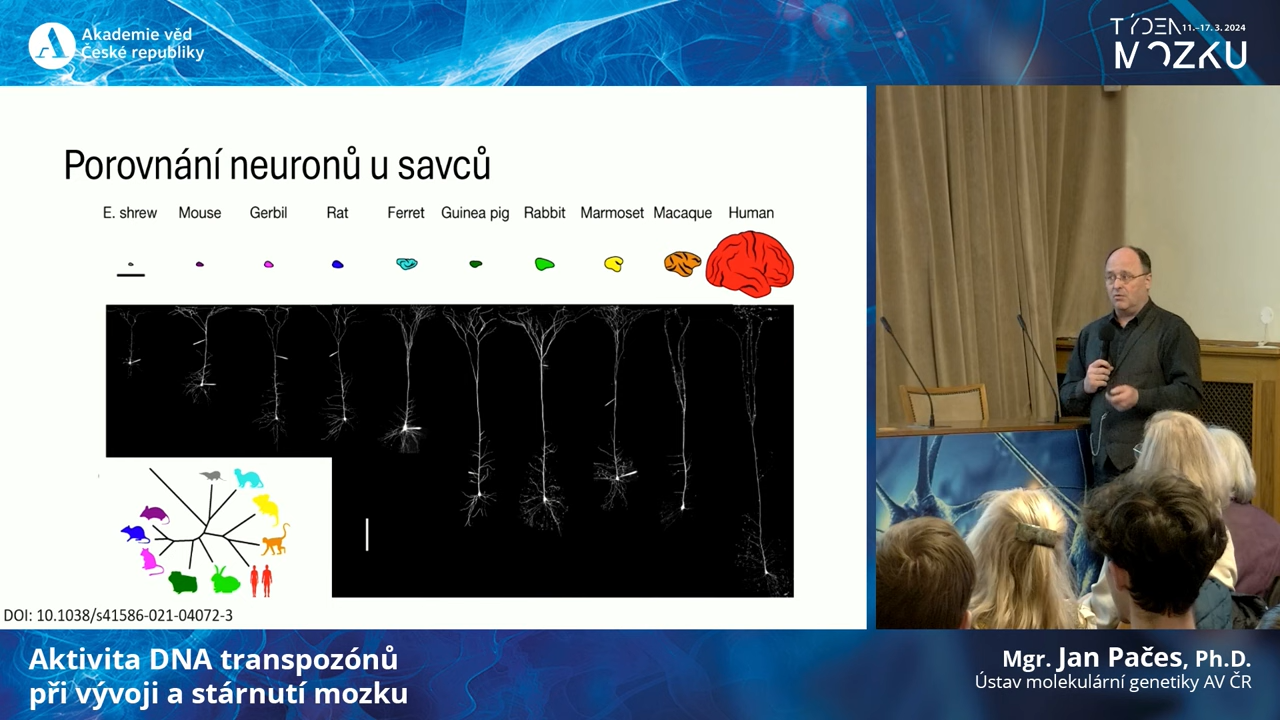 Akademie věd
České republiky
TÝDEN 11.–17. 3. 2024
MOZKU
Porovnání neuronů u savců
E. shrew Mouse Gerbil Rat Ferret Guinea pig Rabbit Marmoset Macaque Human
DOI: 10.1038/s41586-021-04072-3
Aktivita DNA transpozónů
při vývoji a stárnutí mozku
Mgr. Jan Pačes, Ph.D.
Ústav molekulární genetiky AV ČR